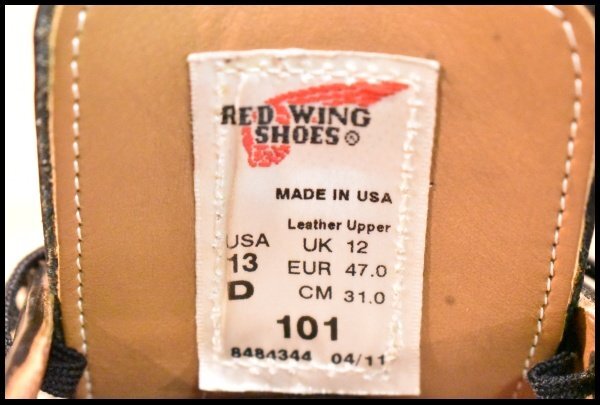 RED WING
SHOES®
MADE IN USA
Leather Upper
USA UK 12
13 EUR 47.0
D CM 31.0
101
8484344 04/11